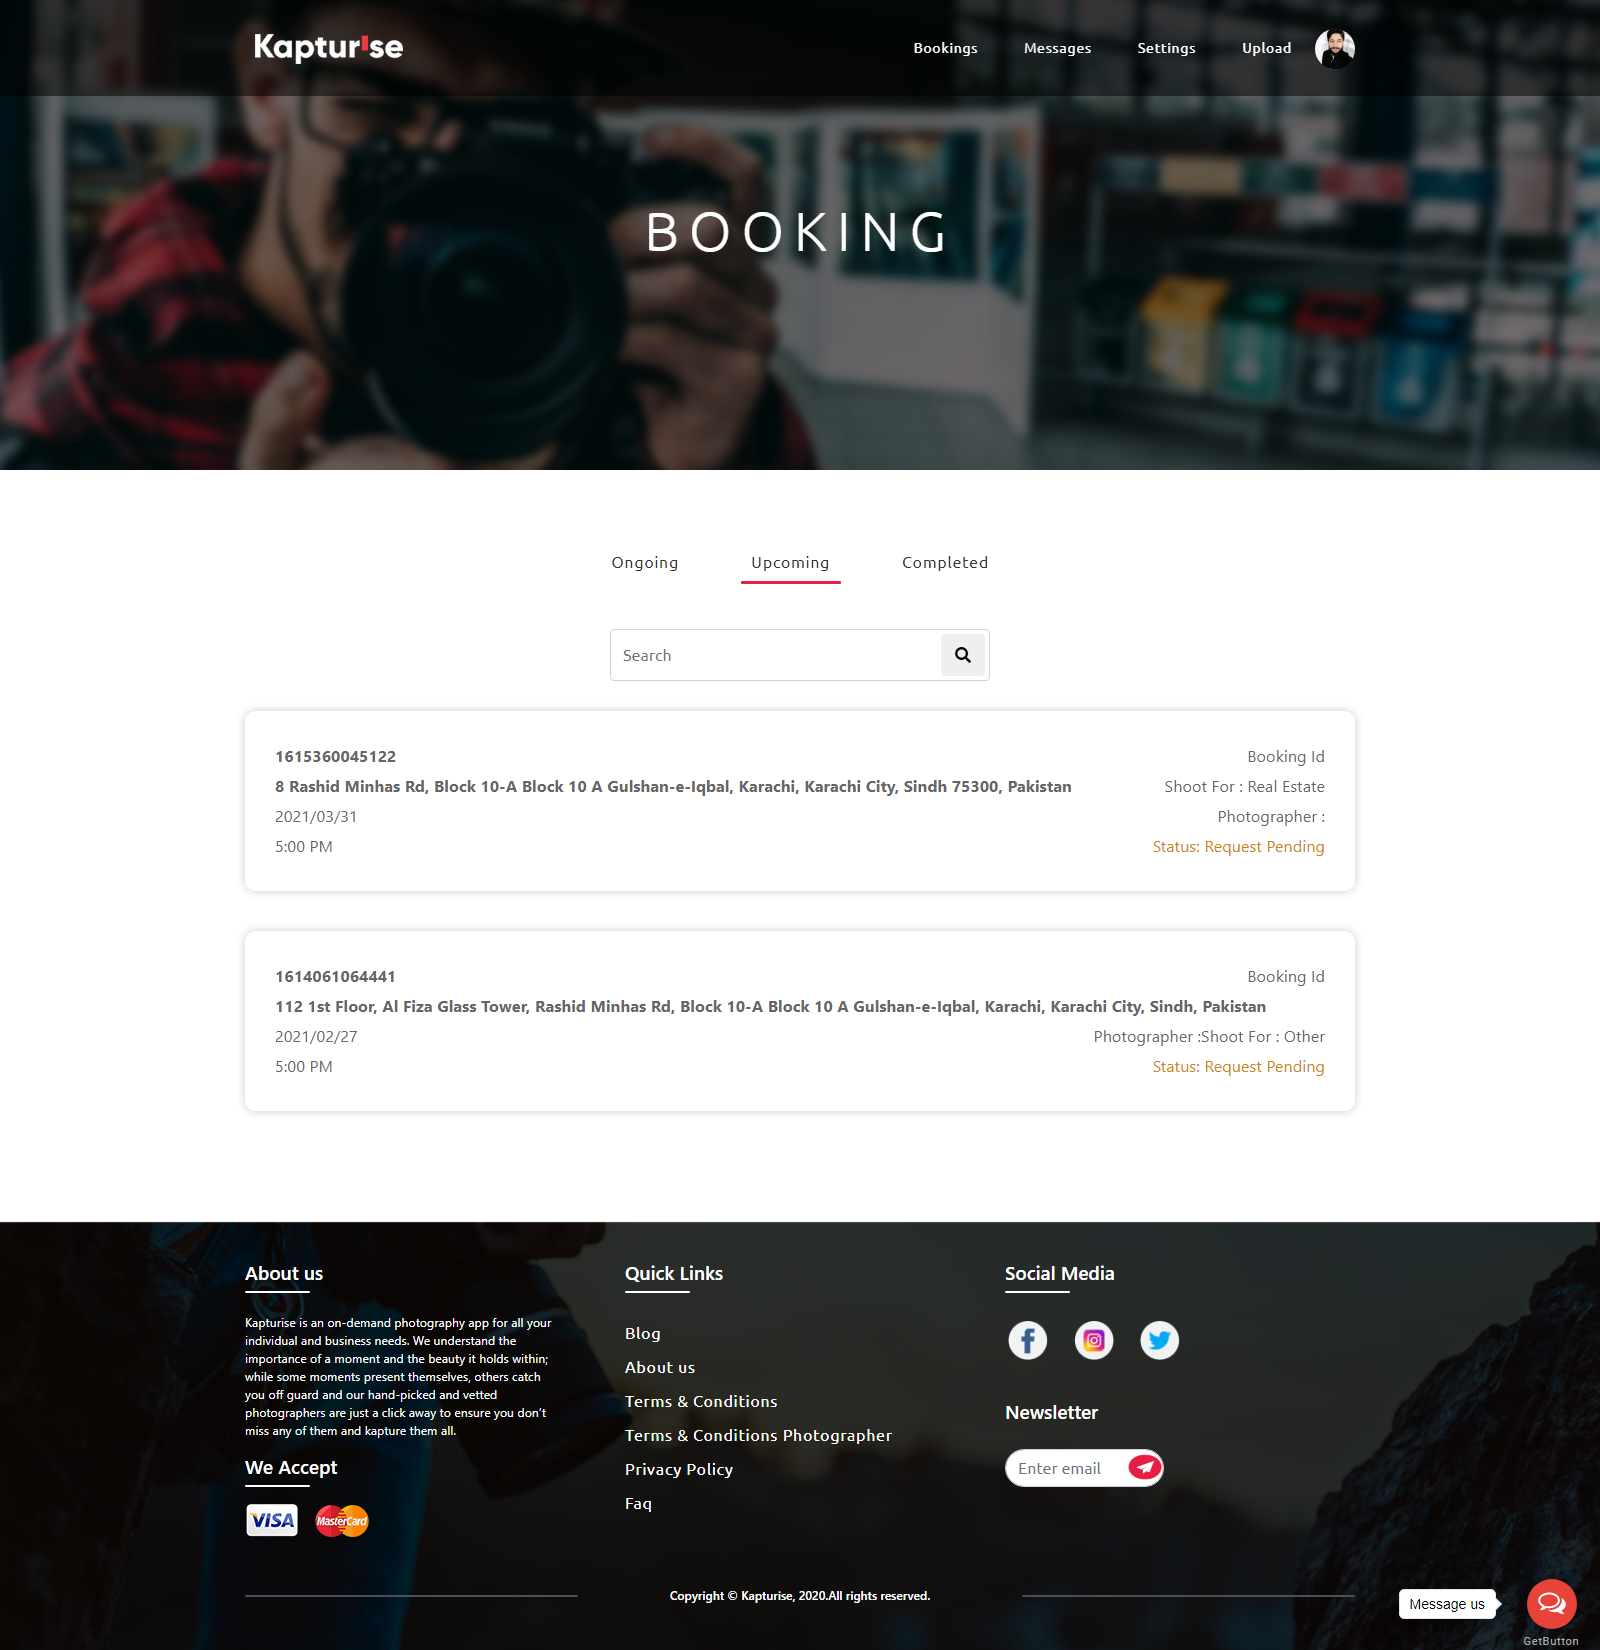 Kapturise
Bookings Messages Settings Upload
BOOKING
Ongoing Upcoming Completed
Search
1615360045122 Booking Id
8 Rashid Minhas Rd, Block 10-A Block 10 A Gulshan-e-Iqbal, Karachi, Karachi City, Sindh 75300, Pakistan Shoot For : Real Estate
2021/03/31 Photographer :
5:00 PM Status: Request Pending
1614061064441 Booking Id
112 1st Floor, Al Fiza Glass Tower, Rashid Minhas Rd, Block 10-A Block 10 A Gulshan-e-Iqbal, Karachi, Karachi City, Sindh, Pakistan
2021/02/27 Photographer :Shoot For : Other
5:00 PM Status: Request Pending
About us
Kapturise is an on-demand photography app for all your
individual and business needs. We understand the
importance of a moment and the beauty it holds within;
while some moments present themselves, others catch
you off guard and our hand-picked and vetted
photographers are just a click away to ensure you don't
miss any of them and kapture them all.
We Accept
VISA MasterCard
Quick Links
Blog
About us
Terms & Conditions
Terms & Conditions Photographer
Privacy Policy
Faq
Social Media
Newsletter
Enter email
Copyright © Kapturise, 2020.All rights reserved.
Message us
GetButton